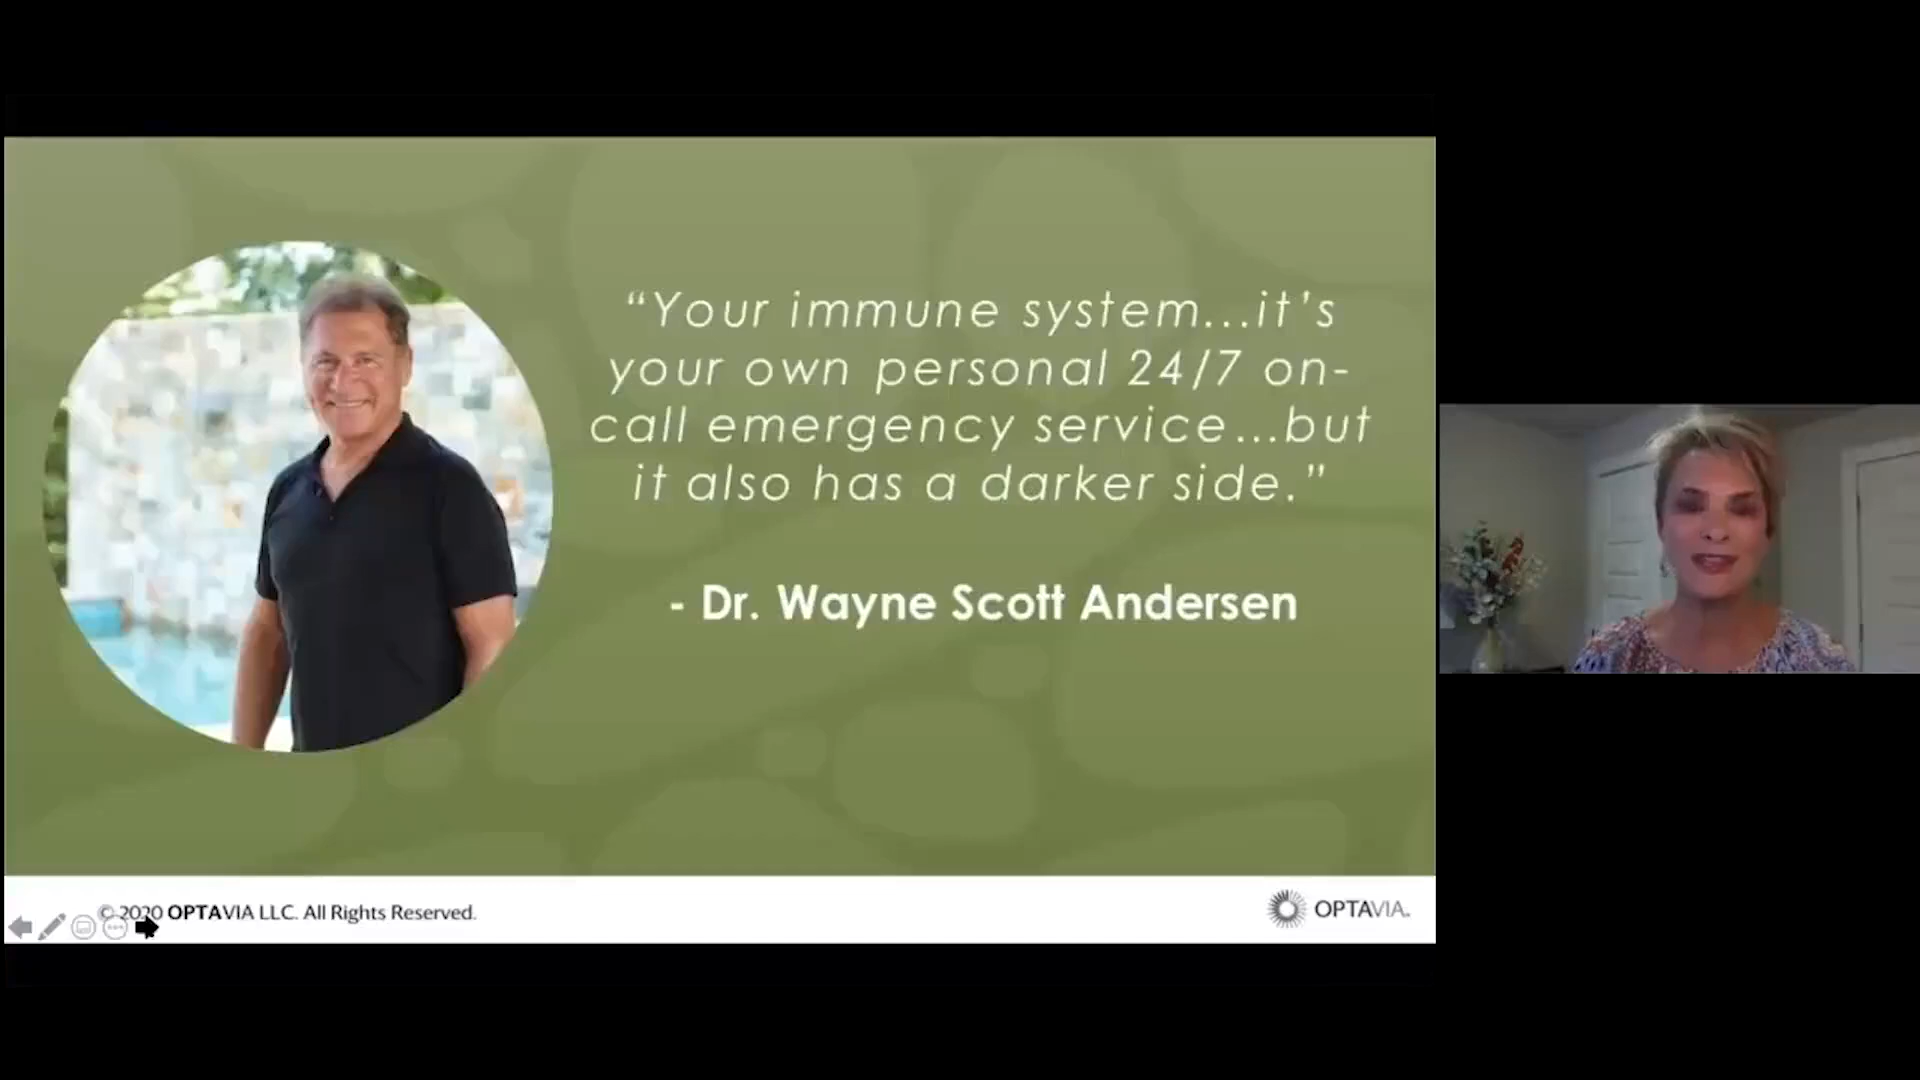 “Your immune system...it’s
your own personal 24/7 on-
call emergency service...but
it also has a darker side.”
- Dr. Wayne Scott Andersen
© 2020 OPTAVIA LLC. All Rights Reserved.
OPTAVIA.